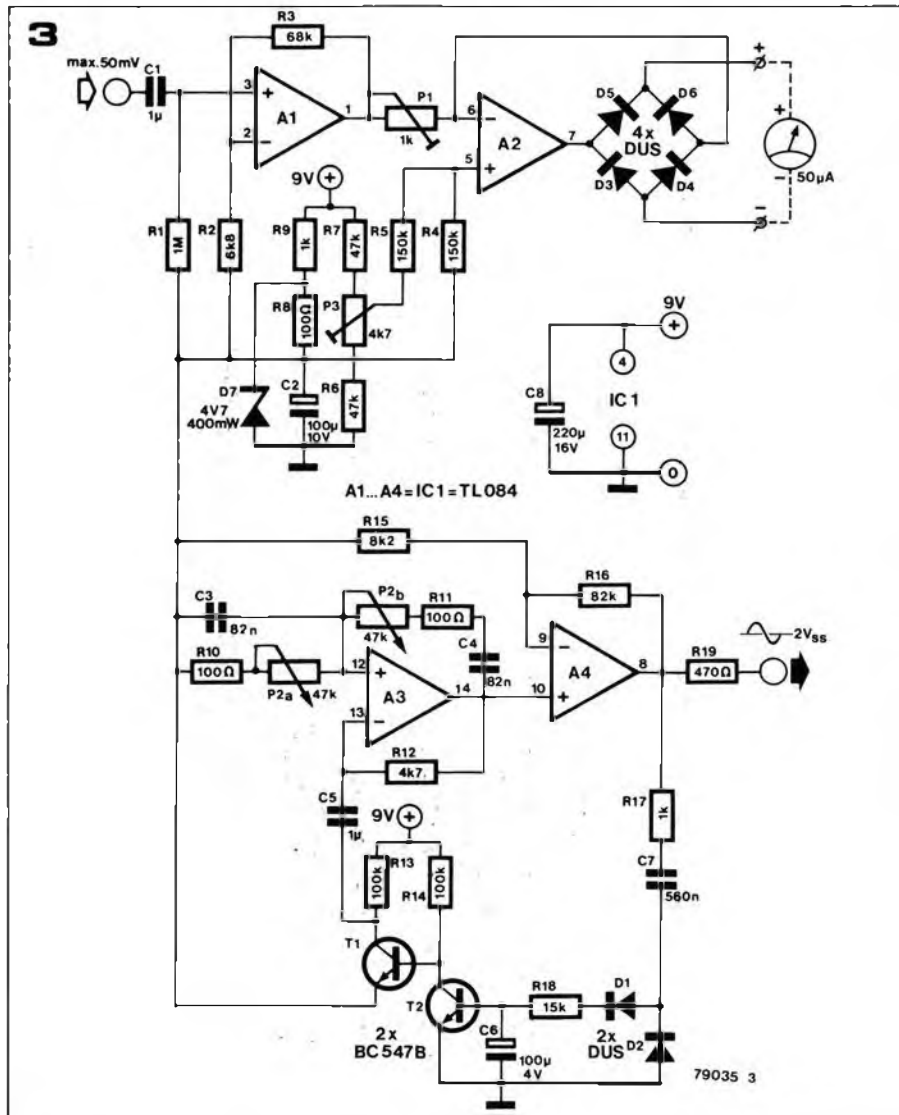 3
max.50mV
C1
1µ
R3
68k
3
+
2
−
A1
1
P1
1k
6
−
5
+
A2
7
D5
D6
4x
DUS
D3
D4
+
+
50µA
−
−
R1
1M
R2
6k8
9V
+
R9
1k
R7
47k
R5
150k
R4
150k
R8
100Ω
P3
4k7
D7
4V7
400mW
C2
100µ
10V
R6
47k
9V
+
4
C8
220µ
16V
IC1
11
0
A1...A4=IC1=TL084
R15
8k2
C3
82n
P2b
47k
R11
100Ω
C4
82n
R16
82k
R10
100Ω
P2a
47k
12
+
13
−
A3
14
9
−
10
+
A4
8
R19
470Ω
2Vss
R12
4k7
C5
1µ
9V
+
R13
100k
R14
100k
R17
1k
C7
560n
T1
T2
2x
BC547B
C6
100µ
4V
R18
15k
D1
2x
DUS
D2
79035 3